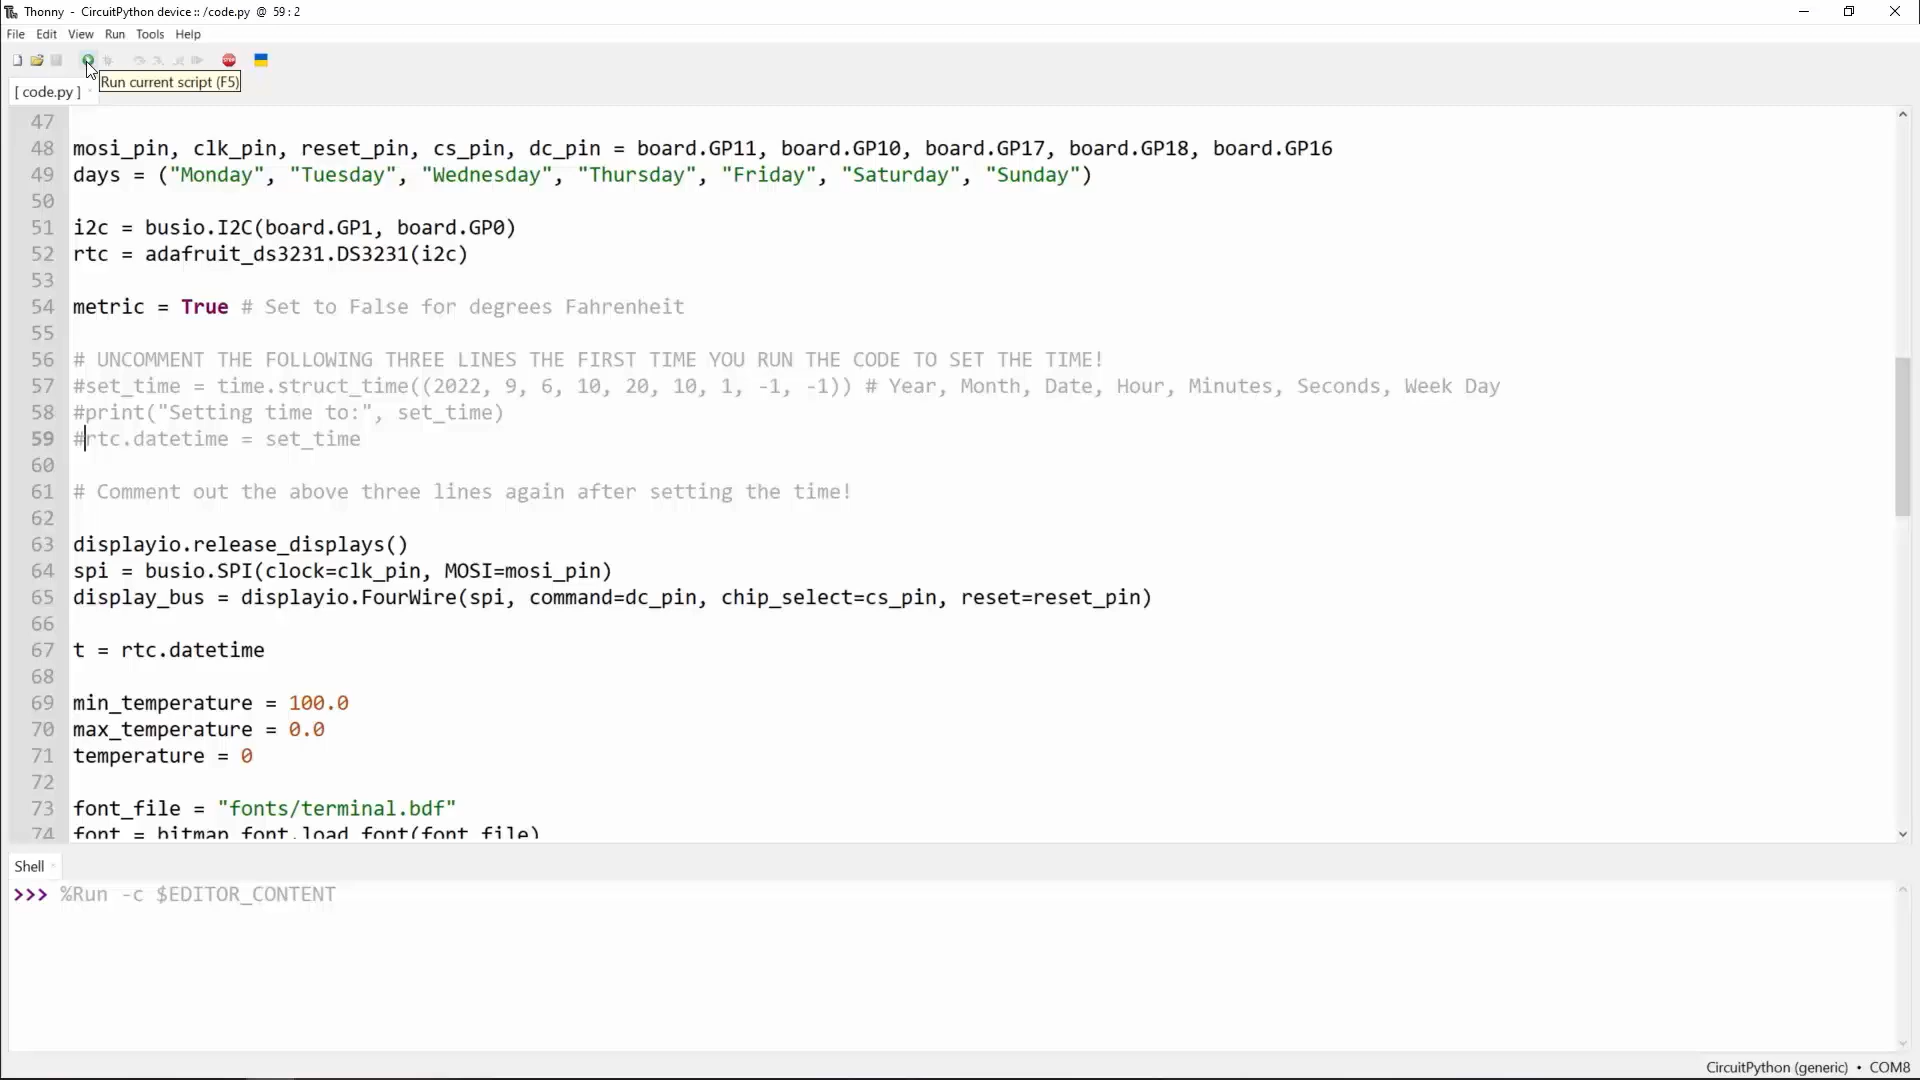 Thonny - CircuitPython device :: /code.py @ 59 : 2
File Edit View Run Tools Help
STOP
Run current script (F5)
[ code.py ]
47
48 mosi_pin, clk_pin, reset_pin, cs_pin, dc_pin = board.GP11, board.GP10, board.GP17, board.GP18, board.GP16
49 days = ("Monday", "Tuesday", "Wednesday", "Thursday", "Friday", "Saturday", "Sunday")
50
51 i2c = busio.I2C(board.GP1, board.GP0)
52 rtc = adafruit_ds3231.DS3231(i2c)
53
54 metric = True # Set to False for degrees Fahrenheit
55
56 # UNCOMMENT THE FOLLOWING THREE LINES THE FIRST TIME YOU RUN THE CODE TO SET THE TIME!
57 #set_time = time.struct_time((2022, 9, 6, 10, 20, 10, 1, -1, -1)) # Year, Month, Date, Hour, Minutes, Seconds, Week Day
58 #print("Setting time to:", set_time)
59 #rtc.datetime = set_time
60
61 # Comment out the above three lines again after setting the time!
62
63 displayio.release_displays()
64 spi = busio.SPI(clock=clk_pin, MOSI=mosi_pin)
65 display_bus = displayio.FourWire(spi, command=dc_pin, chip_select=cs_pin, reset=reset_pin)
66
67 t = rtc.datetime
68
69 min_temperature = 100.0
70 max_temperature = 0.0
71 temperature = 0
72
73 font_file = "fonts/terminal.bdf"
74 font = bitmap_font.load_font(font_file)
Shell
>>> %Run -c $EDITOR_CONTENT
CircuitPython (generic) • COM8